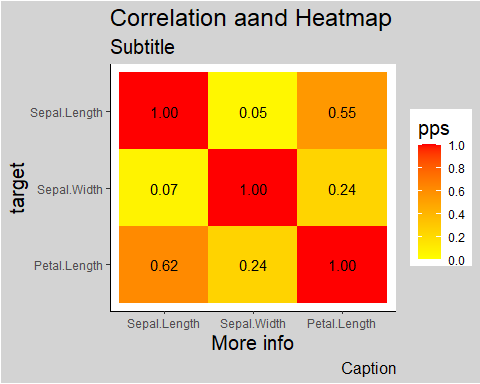 Correlation aand Heatmap
Subtitle
target
Sepal.Length 1.00 0.05 0.55
Sepal.Width 0.07 1.00 0.24
Petal.Length 0.62 0.24 1.00
Sepal.Length Sepal.Width Petal.Length
More info
Caption
pps
1.0
0.8
0.6
0.4
0.2
0.0